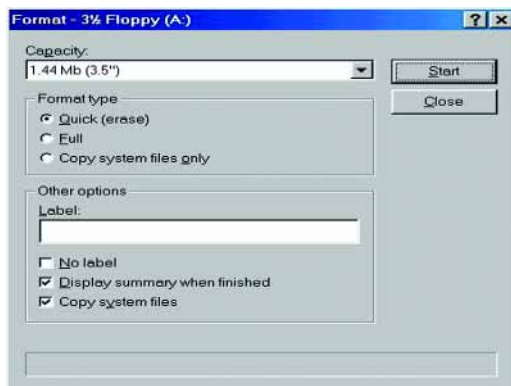 Format - 3½ Floppy (A:)
Capacity:
1.44 Mb (3.5")
Start
Close
Format type
Quick (erase)
Full
Copy system files only
Other options
Label:
No label
Display summary when finished
Copy system files